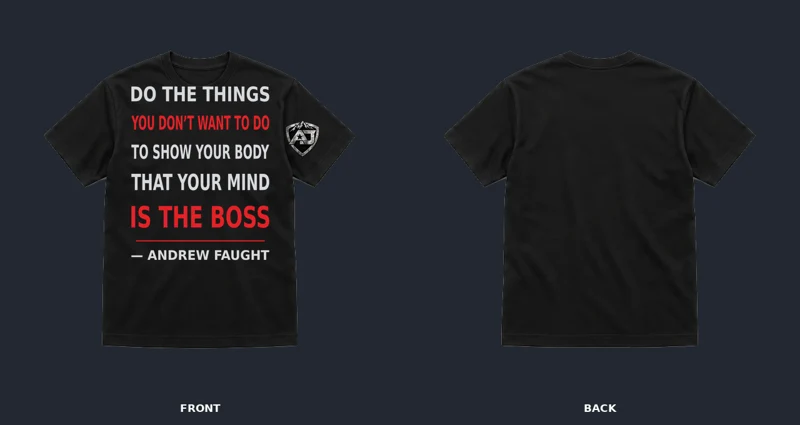 DO THE THINGS
YOU DON'T WANT TO DO
TO SHOW YOUR BODY
THAT YOUR MIND
IS THE BOSS
— ANDREW FAUGHT
AJ
FRONT
BACK